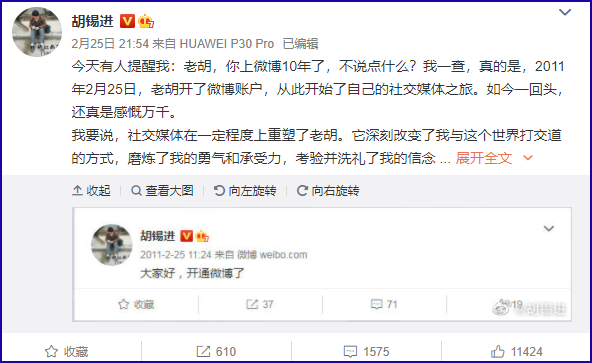 胡锡进
2月25日 21:54 来自 HUAWEI P30 Pro 已编辑
今天有人提醒我：老胡，你上微博10年了，不说点什么？我一查，真的是，2011
年2月25日，老胡开了微博账户，从此开始了自己的社交媒体之旅。如今一回头，
还真是感慨万千。
我要说，社交媒体在一定程度上重塑了老胡。它深刻改变了我与这个世界打交道
的方式，磨炼了我的勇气和承受力，考验并洗礼了我的信念 ... 展开全文
收起 查看大图 向左旋转 向右旋转
胡锡进
2011-2-25 11:24 来自 微博 weibo.com
大家好，开通微博了
收藏 37 71 19
@胡锡进
收藏 610 1575 11424